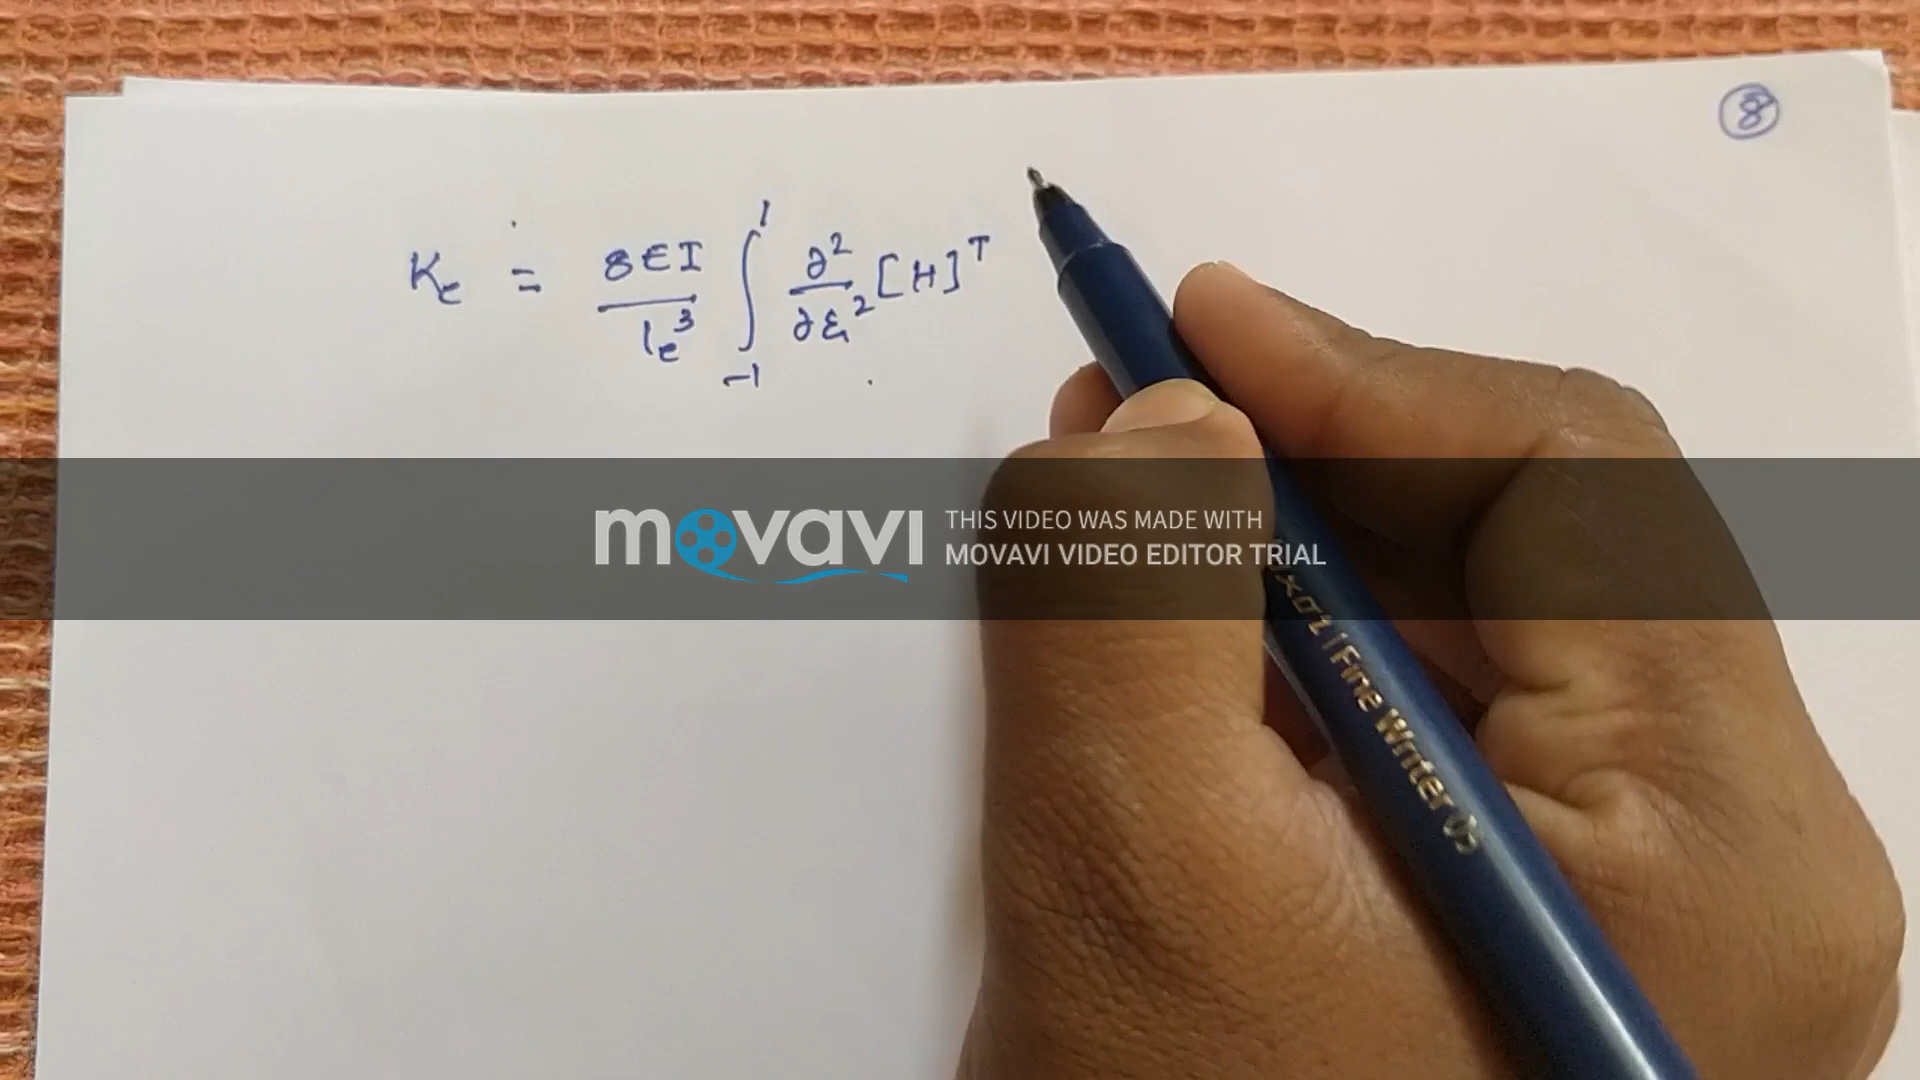 8
Ke = 8EI/le³ ∫₋₁¹ ∂²/∂ξ² [H]ᵀ
movavi
THIS VIDEO WAS MADE WITH
MOVAVI VIDEO EDITOR TRIAL
Fine Writer 05